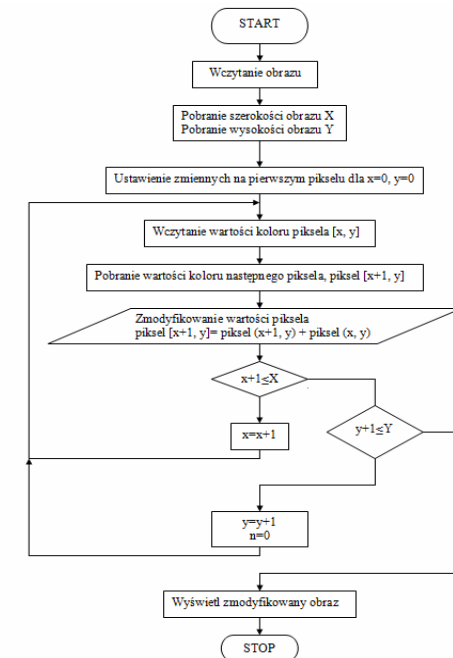 START
Wczytanie obrazu
Pobranie szerokości obrazu X
Pobranie wysokości obrazu Y
Ustawienie zmiennych na pierwszym pikselu dla x=0, y=0
Wczytanie wartości koloru piksela [x, y]
Pobranie wartości koloru następnego piksela, piksel [x+1, y]
Zmodyfikowanie wartości piksela
piksel [x+1, y]= piksel (x+1, y) + piksel (x, y)
x+1≤X
x=x+1
y+1≤Y
y=y+1
n=0
Wyświetl zmodyfikowany obraz
STOP